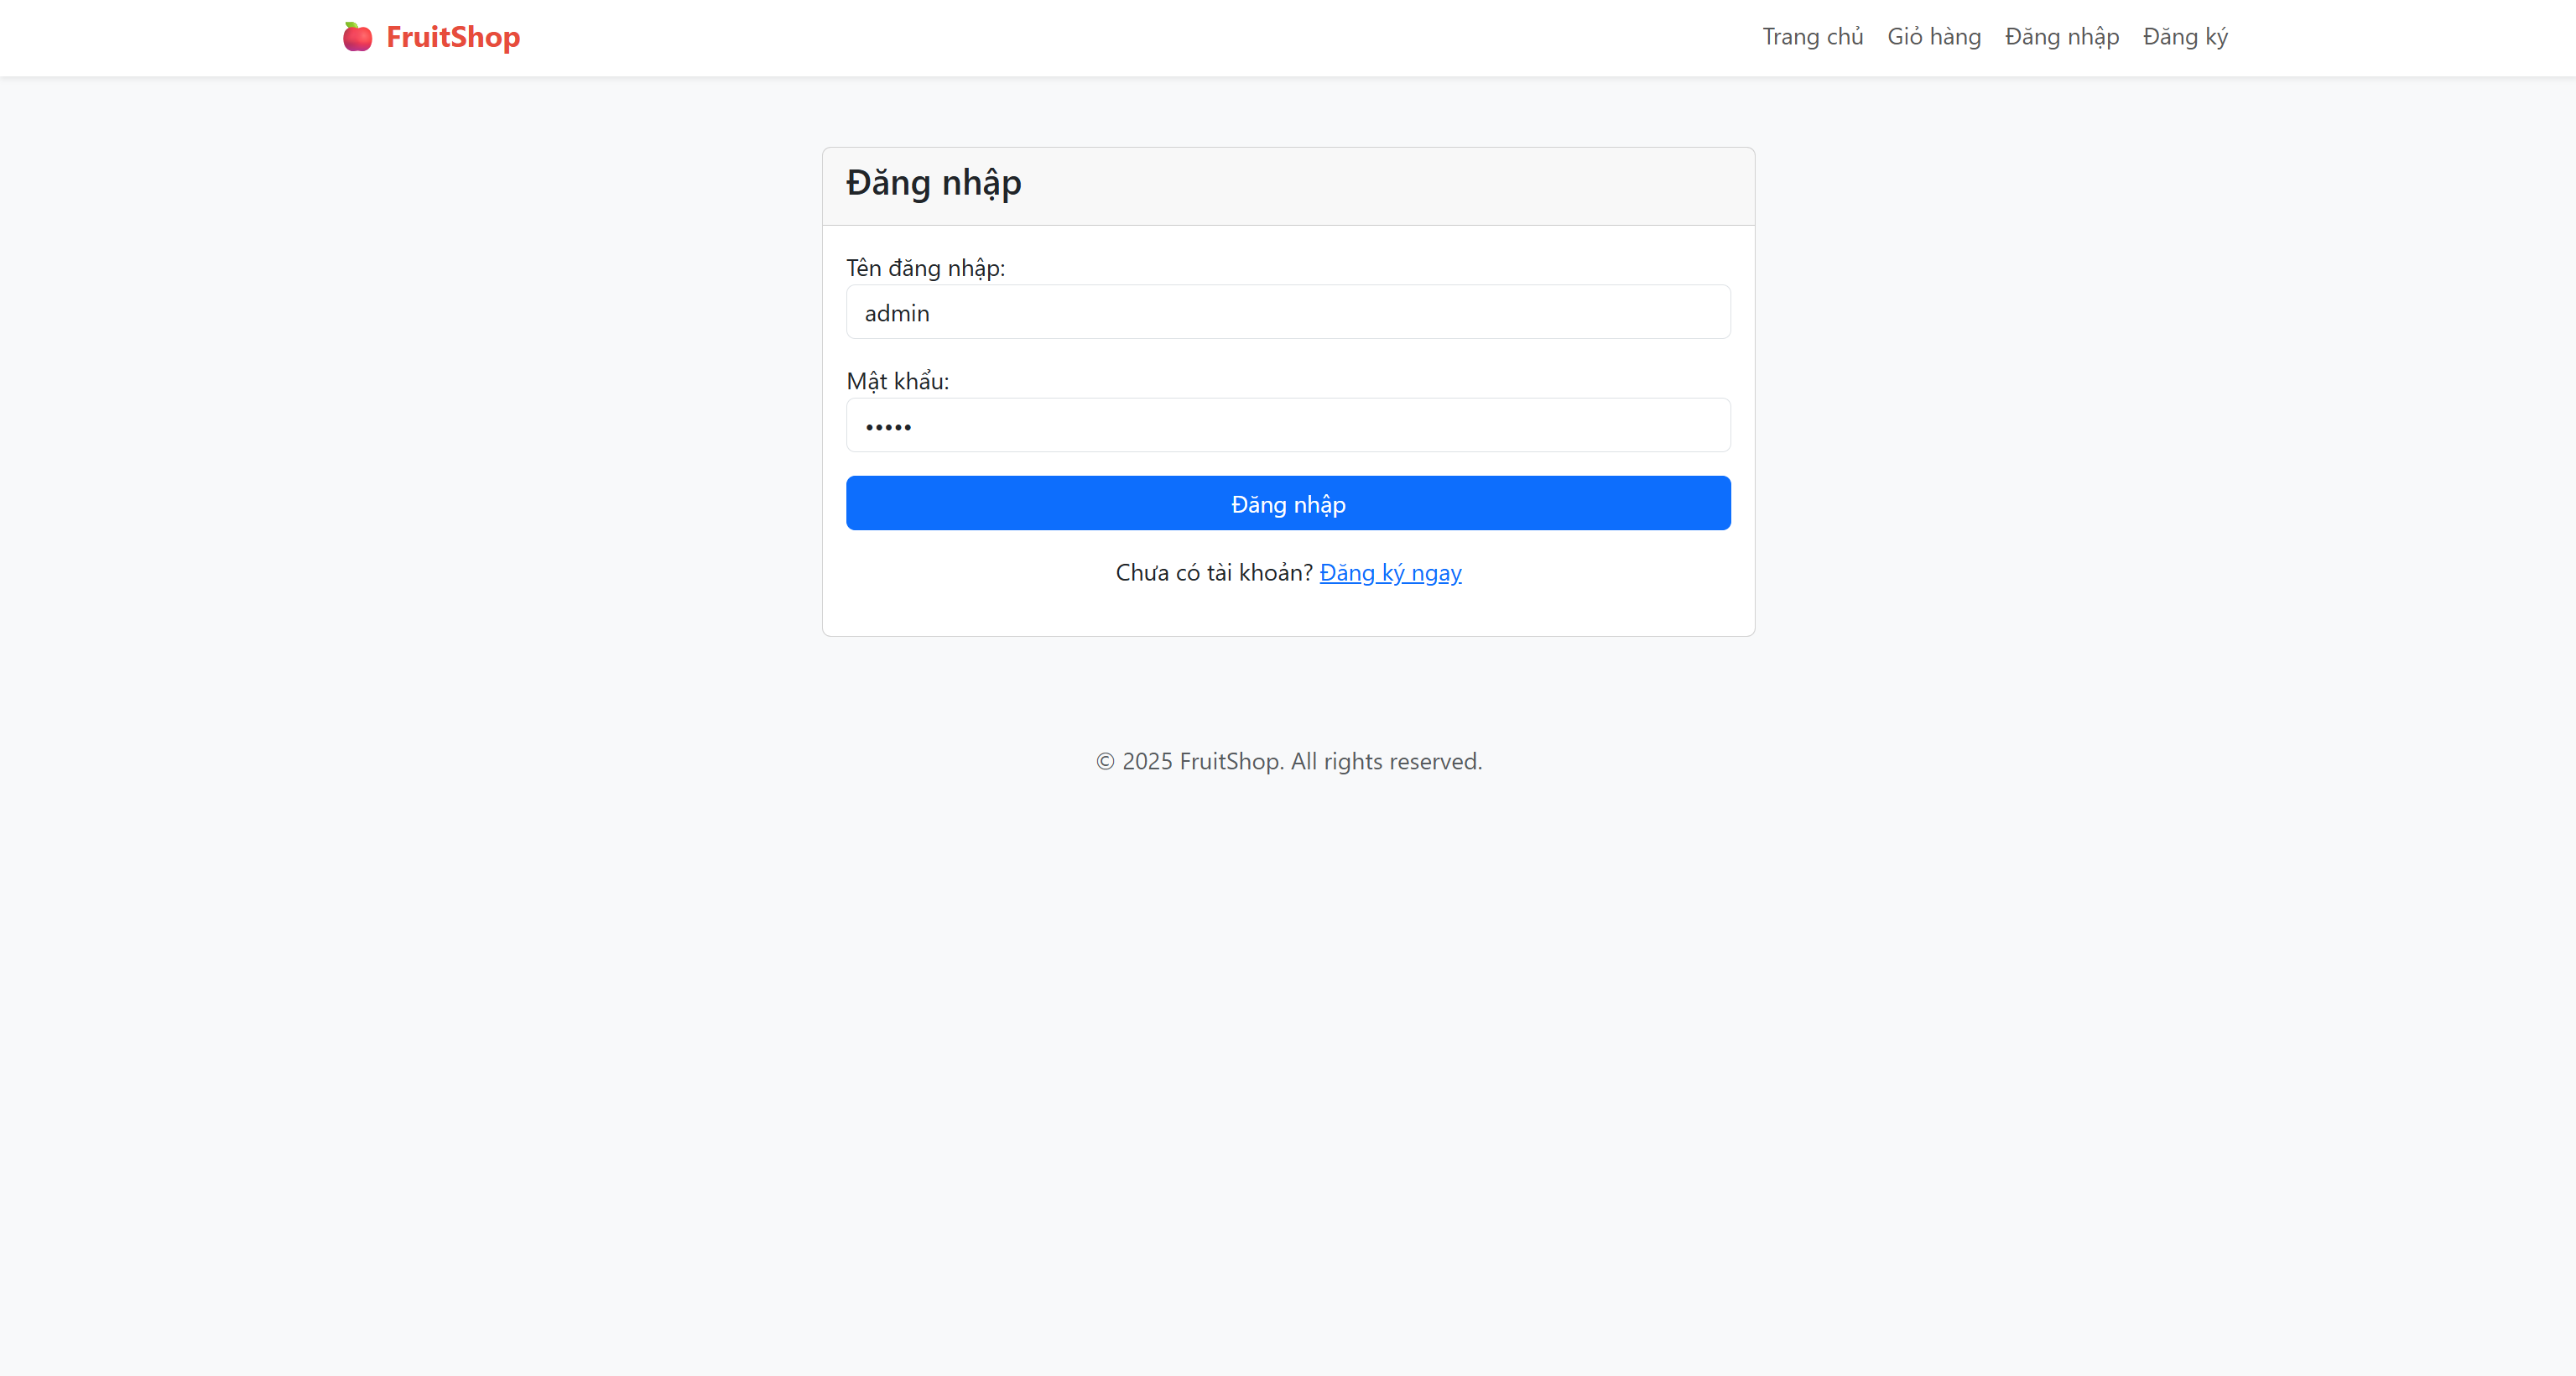 FruitShop
Trang chủ Giỏ hàng Đăng nhập Đăng ký
Đăng nhập
Tên đăng nhập:
admin
Mật khẩu:
•••••
Đăng nhập
Chưa có tài khoản? Đăng ký ngay
© 2025 FruitShop. All rights reserved.